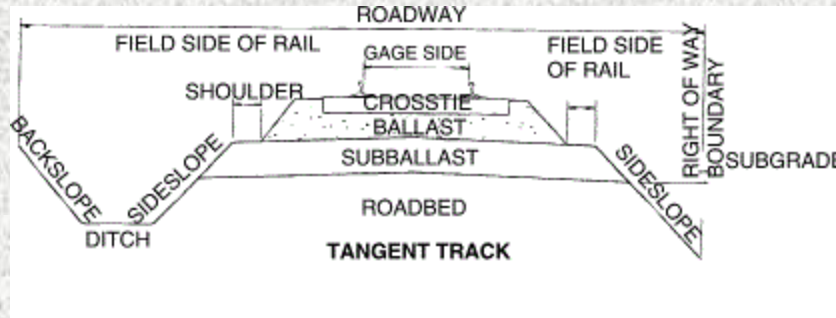 ROADWAY
FIELD SIDE OF RAIL
GAGE SIDE
FIELD SIDE
OF RAIL
RIGHT OF WAY
BOUNDARY
SHOULDER
CROSSTIE
BALLAST
SUBBALLAST
BACKSLOPE
SIDESLOPE
SIDESLOPE
SUBGRADE
ROADBED
DITCH
TANGENT TRACK